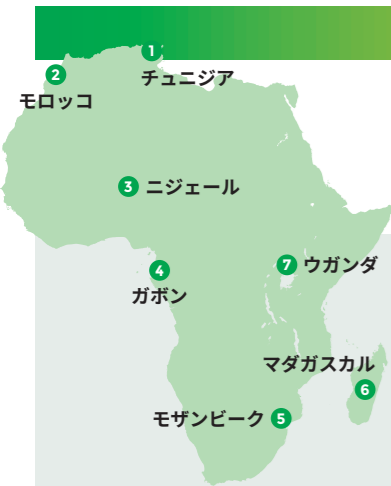 1
チュニジア
2
モロッコ
3 ニジェール
4
ガボン
7 ウガンダ
マダガスカル
6
モザンビーク 5